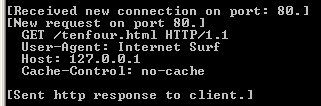 [Received new connection on port: 80.]
[New request on port 80.]
GET /tenfour.html HTTP/1.1
User-Agent: Internet Surf
Host: 127.0.0.1
Cache-Control: no-cache
[Sent http response to client.]